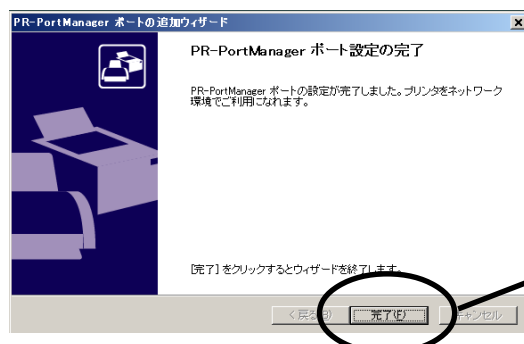 PR-PortManager ポートの追加ウィザード
PR-PortManager ポート設定の完了
PR-PortManager ポートの設定が完了しました。プリンタをネットワーク
環境でご利用になれます。
[完了] をクリックするとウィザードを終了します。
< 戻る(B) 完了(F) キャンセル